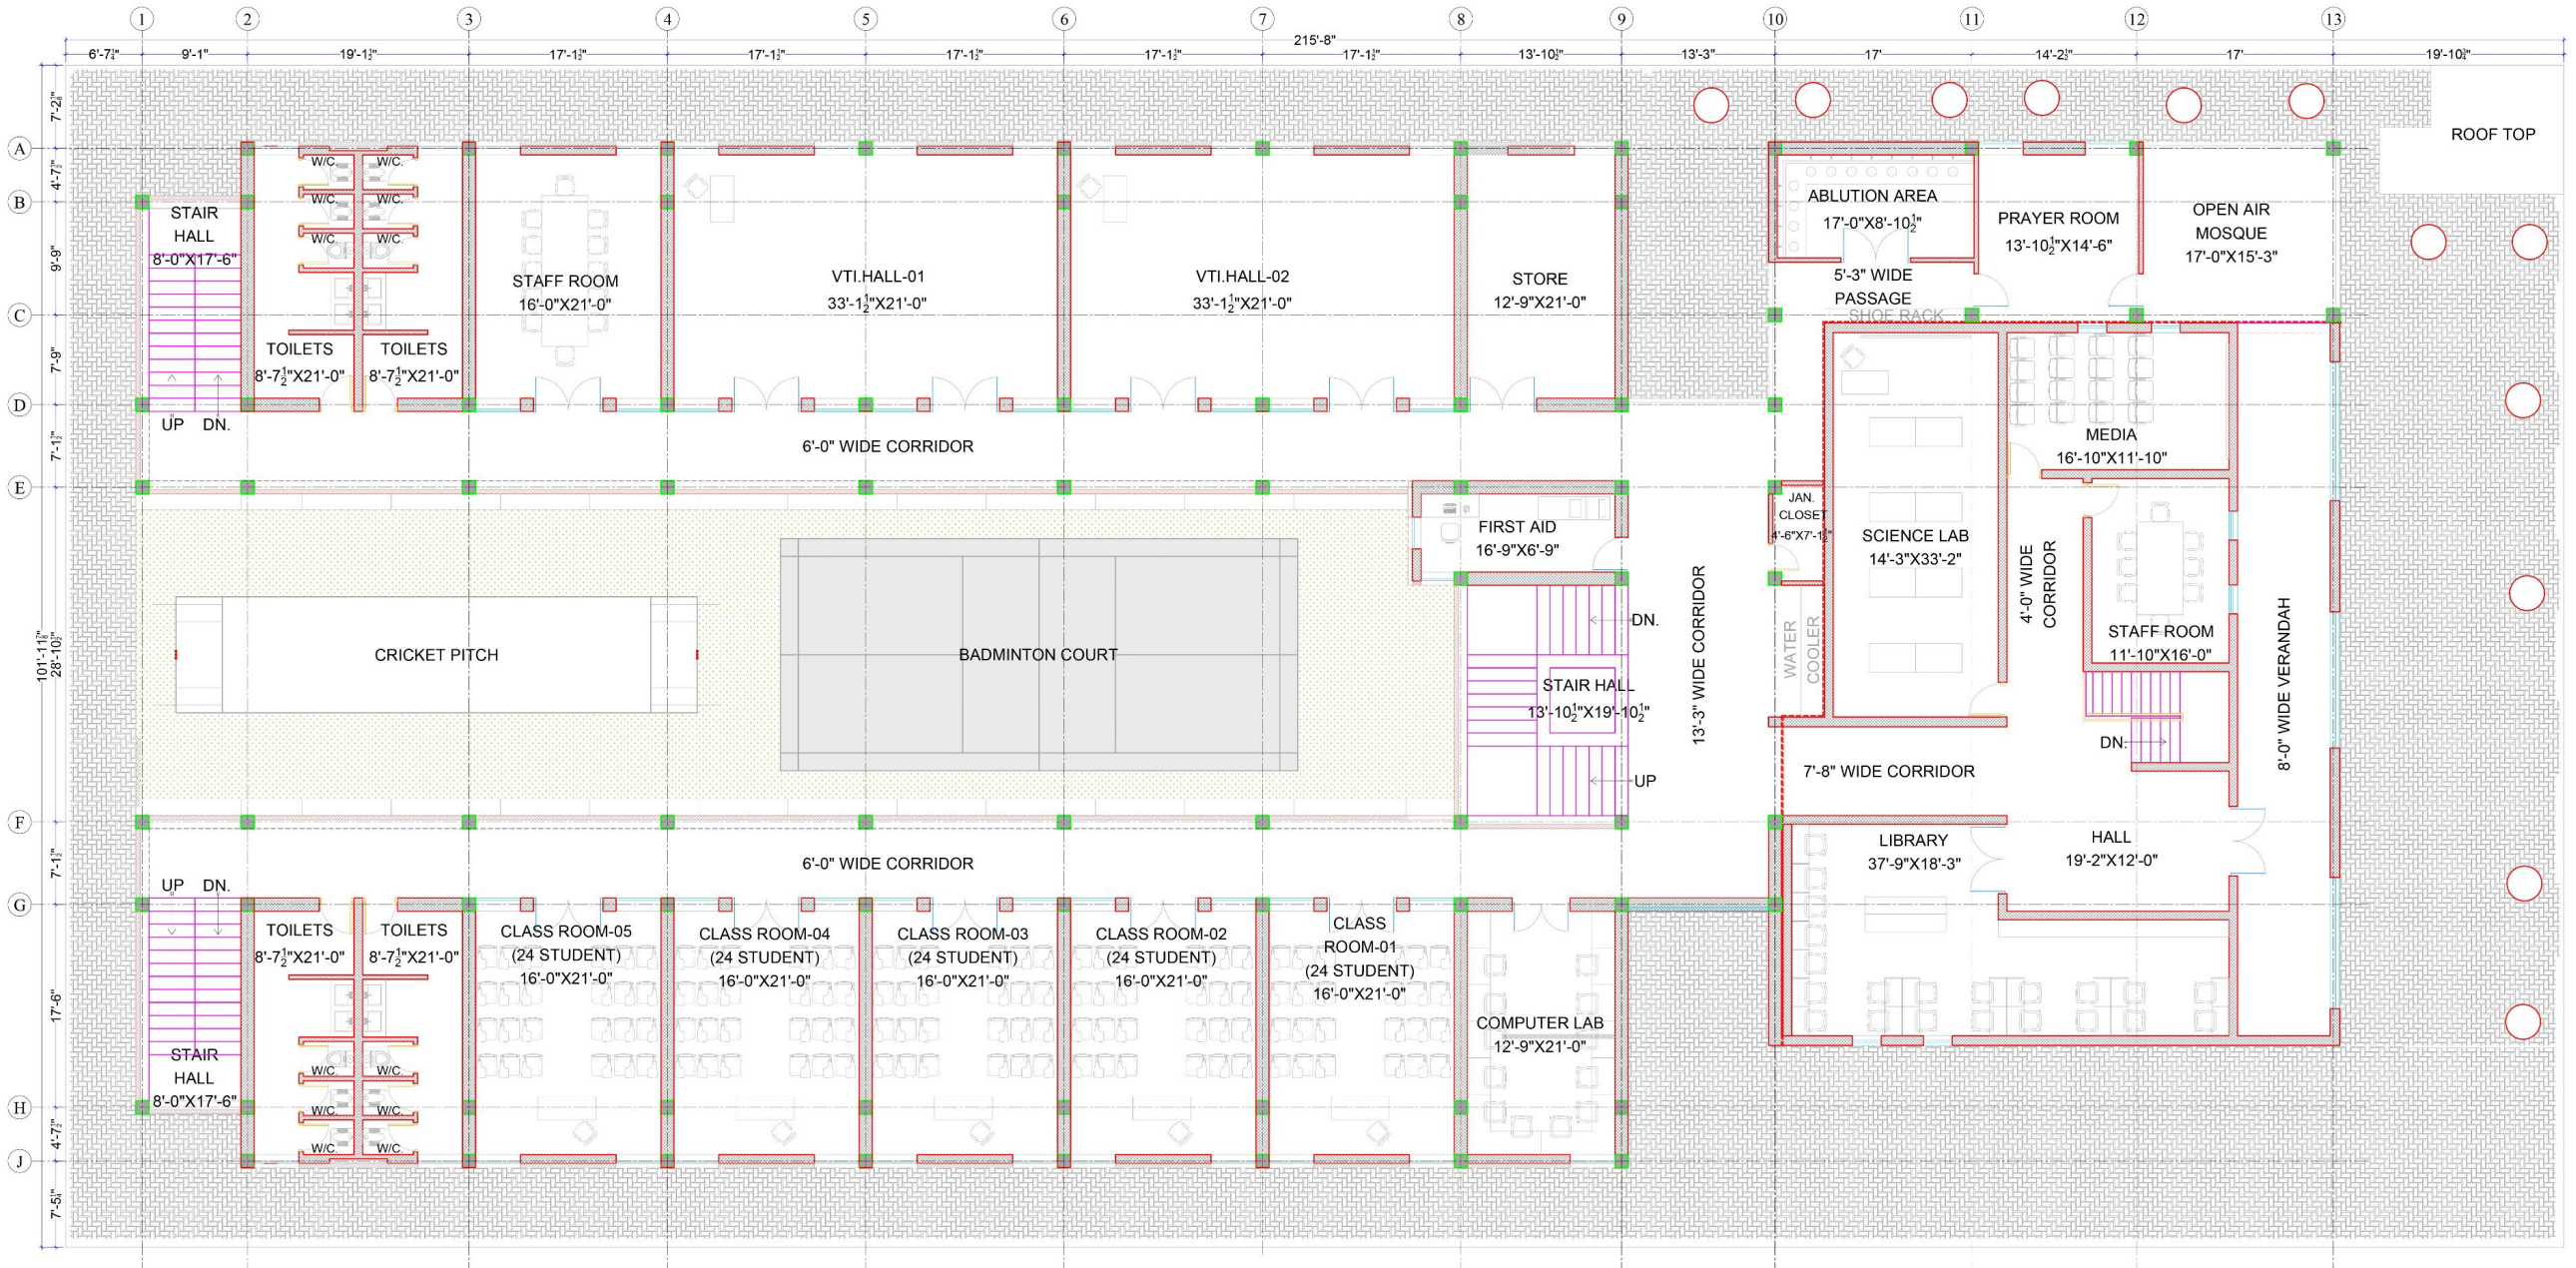 1 2 3 4 5 6 7 8 9 10 11 12 13
215'-8"
6'-7¾" 9'-1" 19'-1½" 17'-1½" 17'-1½" 17'-1½" 17'-1½" 17'-1½" 13'-10½" 13'-3" 17' 14'-2½" 17' 19'-10¾"
ROOF TOP
A
B
C
D
E
F
G
H
J
4'-7½"
9'-9"
7'-9"
7'-1½"
28'-10½"
7'-1½"
17'-6"
4'-7½"
STAIR
HALL
8'-0"X17'-6"
UP DN.
W/C. W/C.
W/C. W/C.
W/C. W/C.
TOILETS
8'-7½"X21'-0"
TOILETS
8'-7½"X21'-0"
STAFF ROOM
16'-0"X21'-0"
VTI.HALL-01
33'-1½"X21'-0"
VTI.HALL-02
33'-1½"X21'-0"
STORE
12'-9"X21'-0"
ABLUTION AREA
17'-0"X8'-10½"
PRAYER ROOM
13'-10½"X14'-6"
OPEN AIR
MOSQUE
17'-0"X15'-3"
5'-3" WIDE
PASSAGE
SHOE RACK
6'-0" WIDE CORRIDOR
FIRST AID
16'-9"X6'-9"
JAN.
CLOSET
MEDIA
16'-10"X11'-10"
SCIENCE LAB
14'-3"X33'-2"
4'-0" WIDE
CORRIDOR
STAFF ROOM
11'-10"X16'-0"
CRICKET PITCH
BADMINTON COURT
DN.
STAIR HALL
13'-10½"X19'-10½"
UP
13'-3" WIDE CORRIDOR
WATER
COOLER
DN.
7'-8" WIDE CORRIDOR
8'-0" WIDE VERANDAH
LIBRARY
37'-9"X18'-3"
HALL
19'-2"X12'-0"
6'-0" WIDE CORRIDOR
UP DN.
STAIR
HALL
8'-0"X17'-6"
TOILETS
8'-7½"X21'-0"
TOILETS
8'-7½"X21'-0"
W/C. W/C.
W/C. W/C.
W/C. W/C.
CLASS ROOM-05
(24 STUDENT)
16'-0"X21'-0"
CLASS ROOM-04
(24 STUDENT)
16'-0"X21'-0"
CLASS ROOM-03
(24 STUDENT)
16'-0"X21'-0"
CLASS ROOM-02
(24 STUDENT)
16'-0"X21'-0"
CLASS
ROOM-01
(24 STUDENT)
16'-0"X21'-0"
COMPUTER LAB
12'-9"X21'-0"